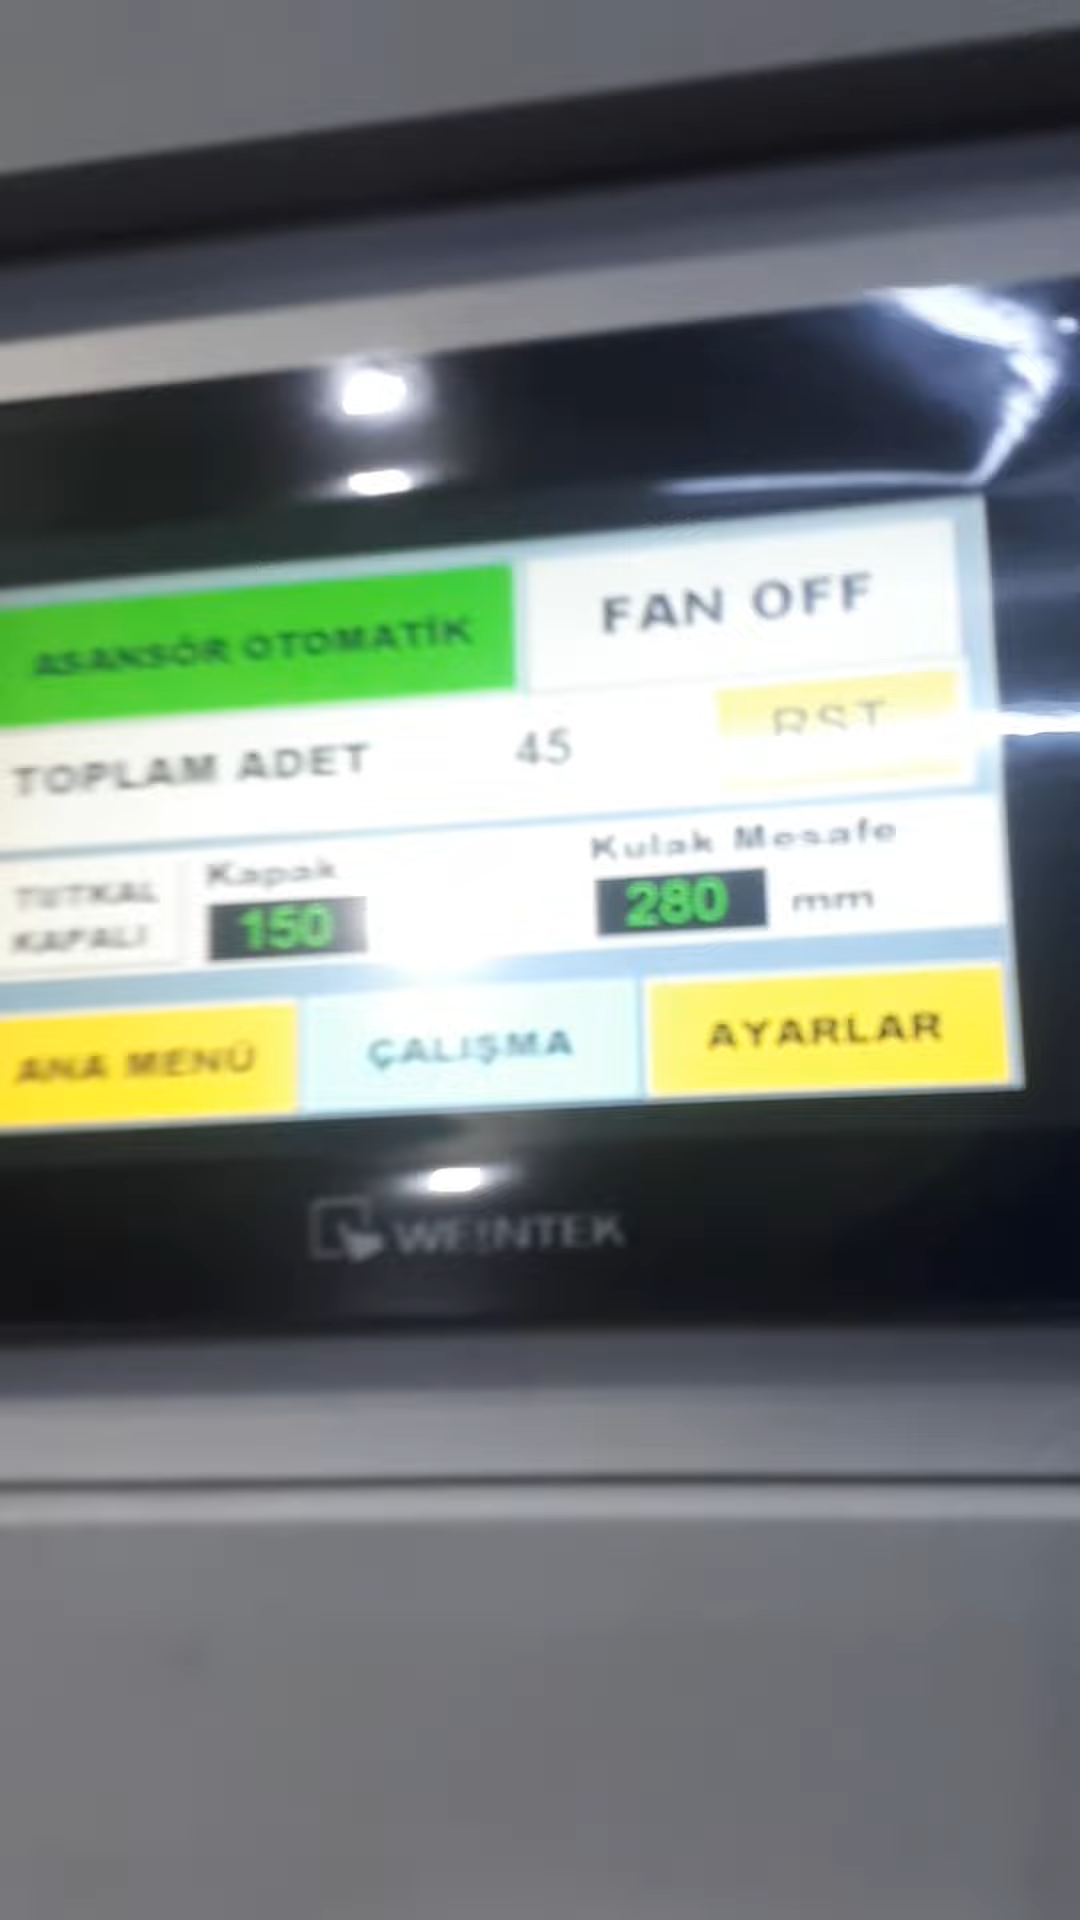 ASANSÖR OTOMATİK
FAN OFF
TOPLAM ADET 45 RST
TUTKAL
KAPALI
Kapak
150
Kulak Mesafe
280 mm
ANA MENÜ ÇALIŞMA AYARLAR
WEINTEK